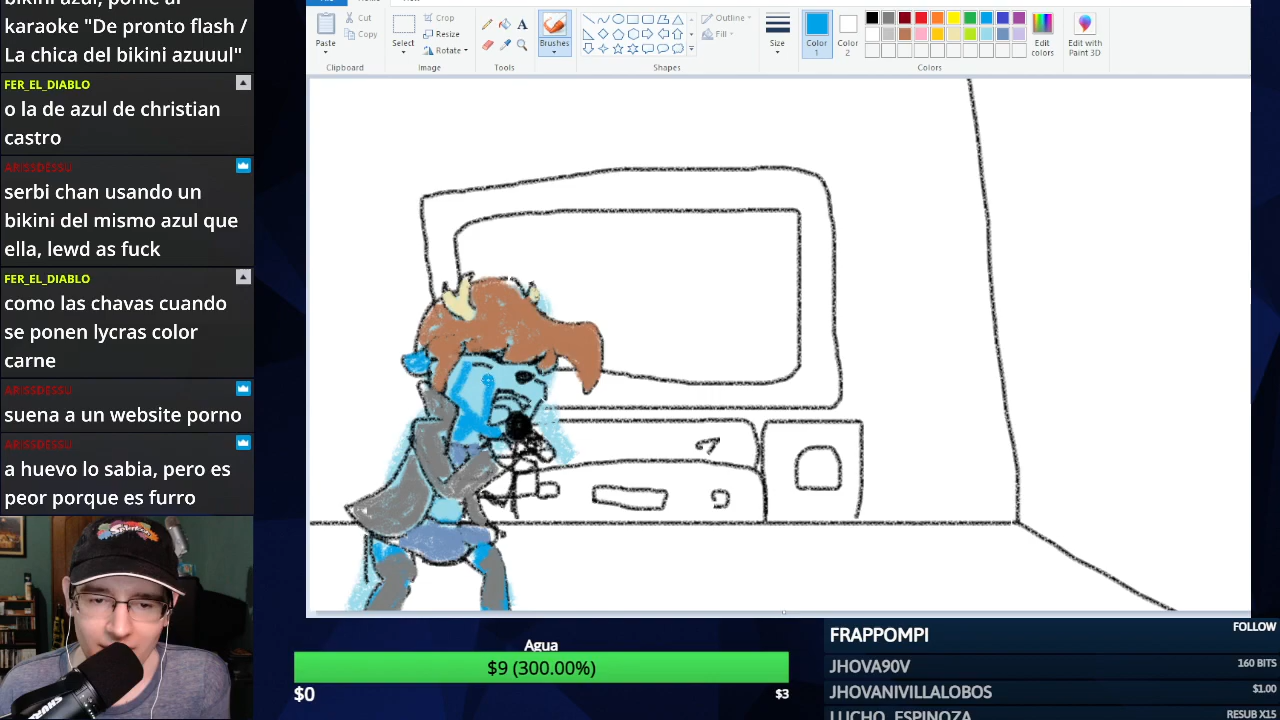 bikini azul, ponle al
karaoke "De pronto flash /
La chica del bikini azuuul"
FER_EL_DIABLO
o la de azul de christian
castro
ARISSDESSU
serbi chan usando un
bikini del mismo azul que
ella, lewd as fuck
FER_EL_DIABLO
como las chavas cuando
se ponen lycras color
carne
ARISSDESSU
suena a un website porno
ARISSDESSU
a huevo lo sabia, pero es
peor porque es furro
Paste
Cut
Copy
Clipboard
Select
Crop
Resize
Rotate
Image
A
Tools
Brushes
Outline
Fill
Shapes
Size
Color
1
Color
2
Edit
colors
Colors
Edit with
Paint 3D
Agua
$9 (300.00%)
$0
$3
FRAPPOMPI
FOLLOW
JHOVA90V
160 BITS
JHOVANIVILLALOBOS
$1.00
LUCHO_ESPINOZA
RESUB X15